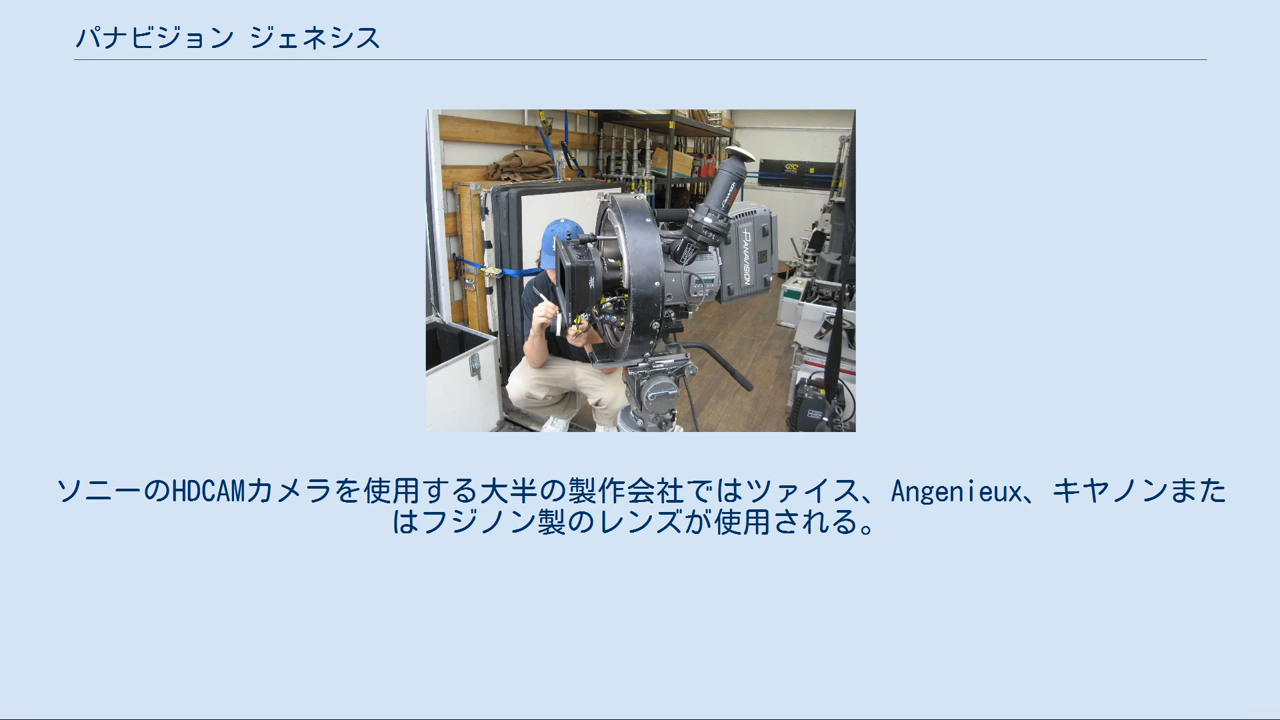 パナビジョン ジェネシス
PANAVISION
ソニーのHDCAMカメラを使用する大半の製作会社ではツァイス、Angenieux、キヤノンまた
はフジノン製のレンズが使用される。